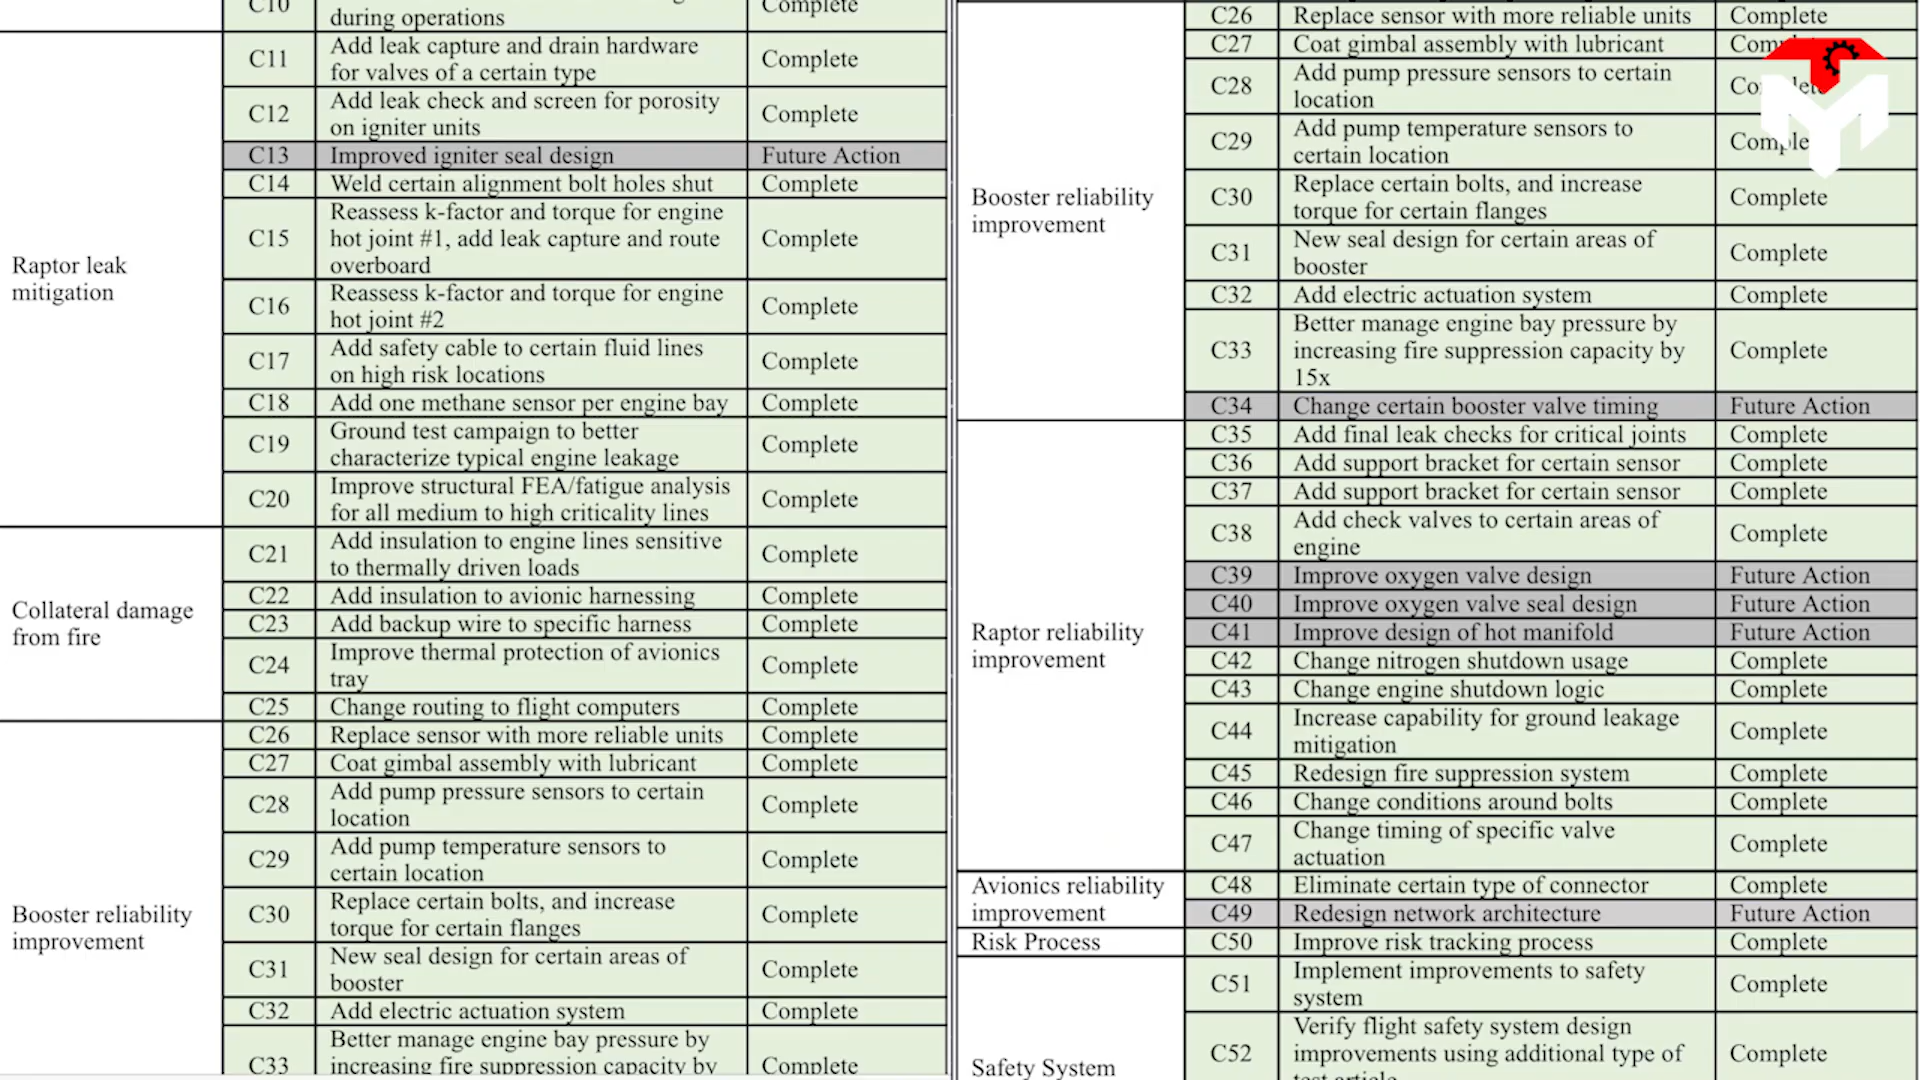 C10
during operations
Complete
Raptor leak
mitigation
C11
Add leak capture and drain hardware
for valves of a certain type
Complete
C12
Add leak check and screen for porosity
on igniter units
Complete
C13
Improved igniter seal design
Future Action
C14
Weld certain alignment bolt holes shut
Complete
C15
Reassess k-factor and torque for engine
hot joint #1, add leak capture and route
overboard
Complete
C16
Reassess k-factor and torque for engine
hot joint #2
Complete
C17
Add safety cable to certain fluid lines
on high risk locations
Complete
C18
Add one methane sensor per engine bay
Complete
C19
Ground test campaign to better
characterize typical engine leakage
Complete
C20
Improve structural FEA/fatigue analysis
for all medium to high criticality lines
Complete
Collateral damage
from fire
C21
Add insulation to engine lines sensitive
to thermally driven loads
Complete
C22
Add insulation to avionic harnessing
Complete
C23
Add backup wire to specific harness
Complete
C24
Improve thermal protection of avionics
tray
Complete
C25
Change routing to flight computers
Complete
Booster reliability
improvement
C26
Replace sensor with more reliable units
Complete
C27
Coat gimbal assembly with lubricant
Complete
C28
Add pump pressure sensors to certain
location
Complete
C29
Add pump temperature sensors to
certain location
Complete
C30
Replace certain bolts, and increase
torque for certain flanges
Complete
C31
New seal design for certain areas of
booster
Complete
C32
Add electric actuation system
Complete
C33
Better manage engine bay pressure by
increasing fire suppression capacity by
Complete
Booster reliability
improvement
C26
Replace sensor with more reliable units
Complete
C27
Coat gimbal assembly with lubricant
C28
Add pump pressure sensors to certain
location
C29
Add pump temperature sensors to
certain location
C30
Replace certain bolts, and increase
torque for certain flanges
Complete
C31
New seal design for certain areas of
booster
Complete
C32
Add electric actuation system
Complete
C33
Better manage engine bay pressure by
increasing fire suppression capacity by
15x
Complete
C34
Change certain booster valve timing
Future Action
Raptor reliability
improvement
C35
Add final leak checks for critical joints
Complete
C36
Add support bracket for certain sensor
Complete
C37
Add support bracket for certain sensor
Complete
C38
Add check valves to certain areas of
engine
Complete
C39
Improve oxygen valve design
Future Action
C40
Improve oxygen valve seal design
Future Action
C41
Improve design of hot manifold
Future Action
C42
Change nitrogen shutdown usage
Complete
C43
Change engine shutdown logic
Complete
C44
Increase capability for ground leakage
mitigation
Complete
C45
Redesign fire suppression system
Complete
C46
Change conditions around bolts
Complete
C47
Change timing of specific valve
actuation
Complete
Avionics reliability
improvement
C48
Eliminate certain type of connector
Complete
C49
Redesign network architecture
Future Action
Risk Process
C50
Improve risk tracking process
Complete
Safety System
C51
Implement improvements to safety
system
Complete
C52
Verify flight safety system design
improvements using additional type of
test article
Complete